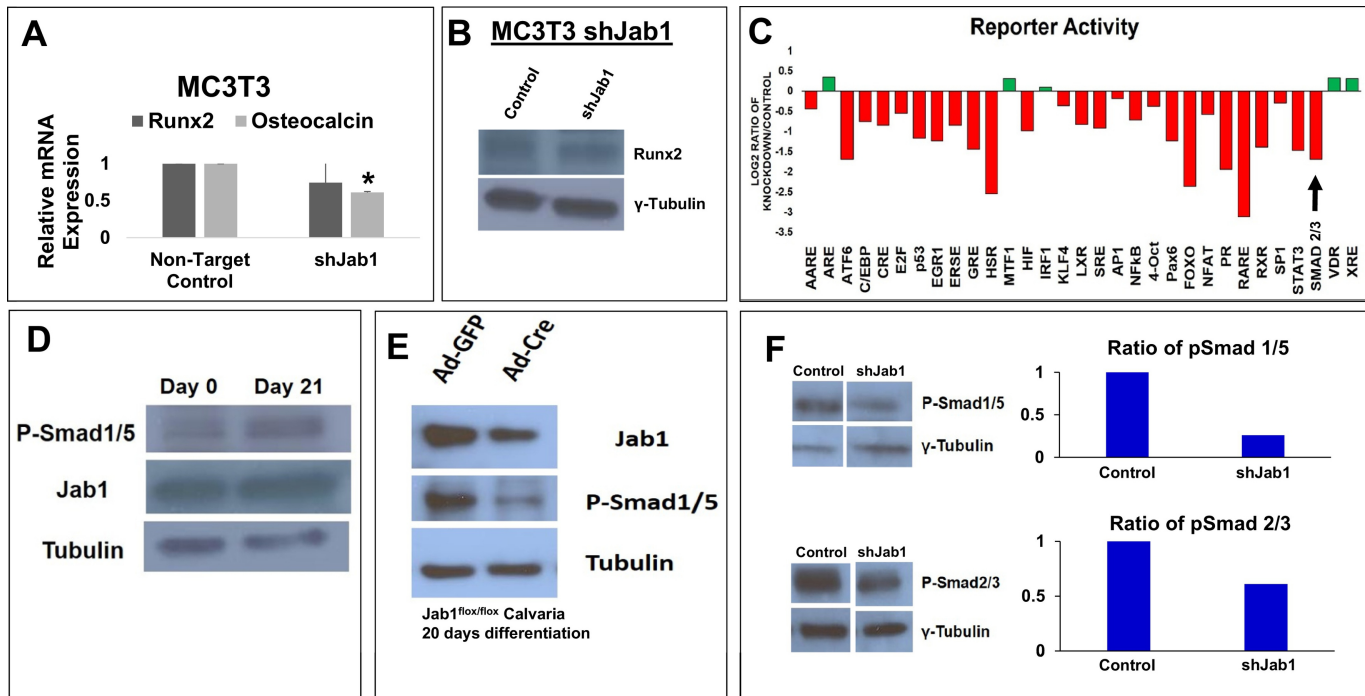 A
MC3T3
Runx2 Osteocalcin
Relative mRNA
Expression
1
0.5
0
*
Non-Target
Control
shJab1
B
MC3T3 shJab1
Control
shJab1
Runx2
γ-Tubulin
C
Reporter Activity
LOG2 RATIO OF
KNOCKDOWN/CONTROL
1
0.5
0
-0.5
-1
-1.5
-2
-2.5
-3
-3.5
AARE
ARE
ATF6
C/EBP
CRE
E2F
p53
EGR1
ERSE
GRE
HSR
MTF1
HIF
IRF1
KLF4
LXR
SRE
AP1
NFkB
4-Oct
Pax6
FOXO
NFAT
PR
RARE
RXR
SP1
STAT3
SMAD 2/3
VDR
XRE
D
Day 0 Day 21
P-Smad1/5
Jab1
Tubulin
E
Ad-GFP
Ad-Cre
Jab1
P-Smad1/5
Tubulin
Jab1flox/flox Calvaria
20 days differentiation
F
Control shJab1
P-Smad1/5
γ-Tubulin
Ratio of pSmad 1/5
1
0.5
0
Control shJab1
Control shJab1
P-Smad2/3
γ-Tubulin
Ratio of pSmad 2/3
1
0.5
0
Control shJab1